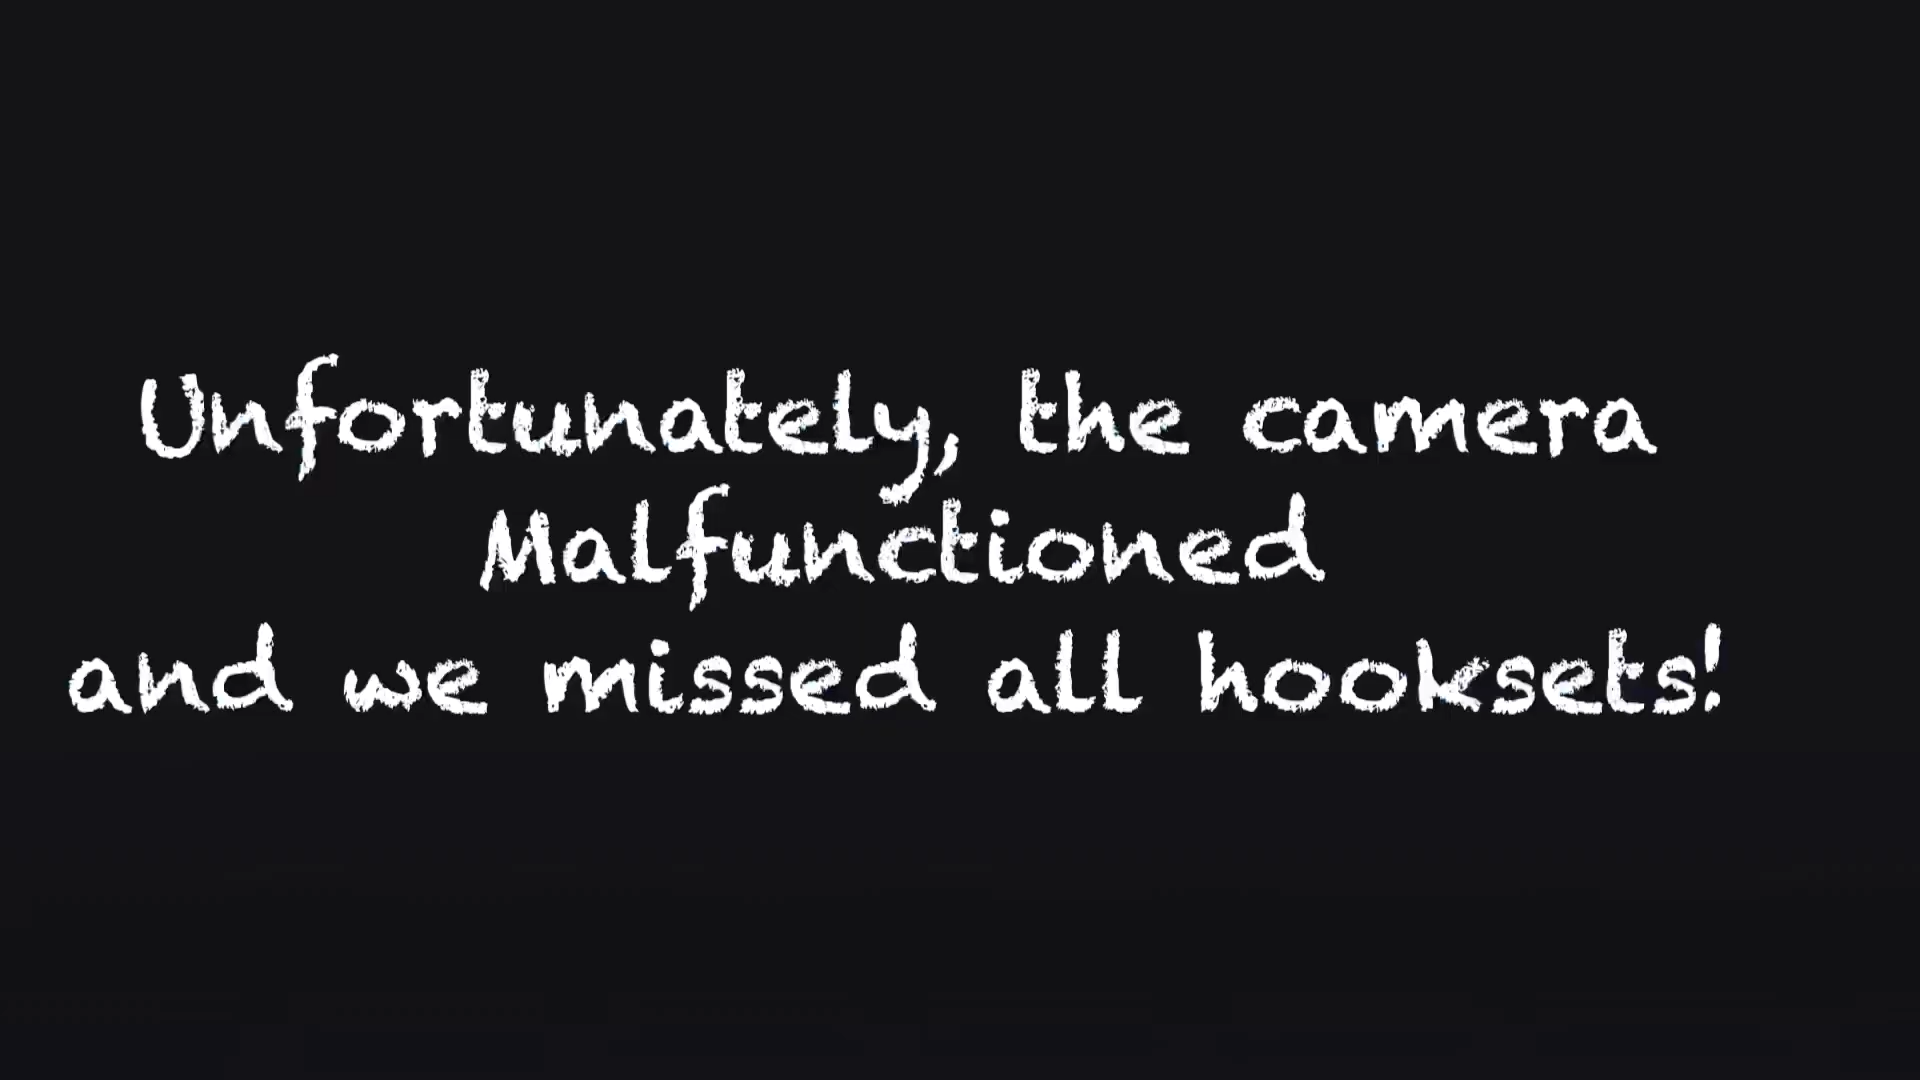 Unfortunately, the camera
Malfunctioned
and we missed all hooksets!